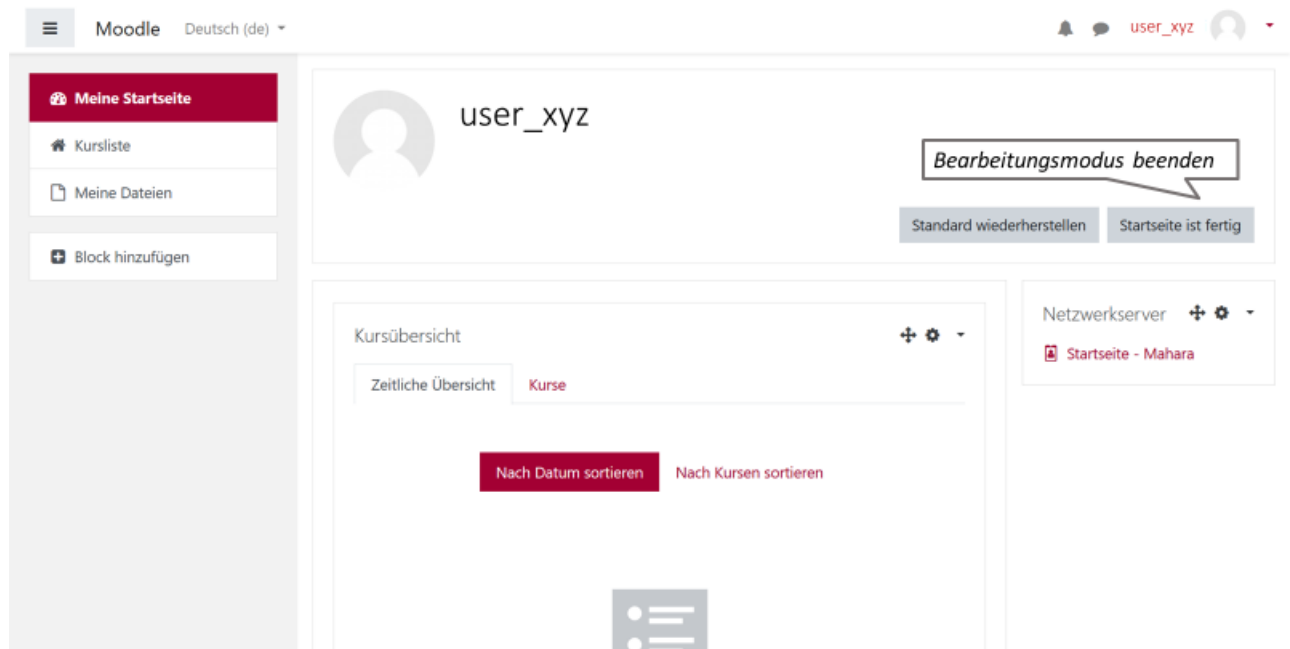 Moodle Deutsch (de) user_xyz
Meine Startseite
Kursliste
Meine Dateien
Block hinzufügen
user_xyz
Bearbeitungsmodus beenden
Standard wiederherstellen Startseite ist fertig
Kursübersicht
Zeitliche Übersicht Kurse
Nach Datum sortieren Nach Kursen sortieren
Netzwerkserver
Startseite - Mahara